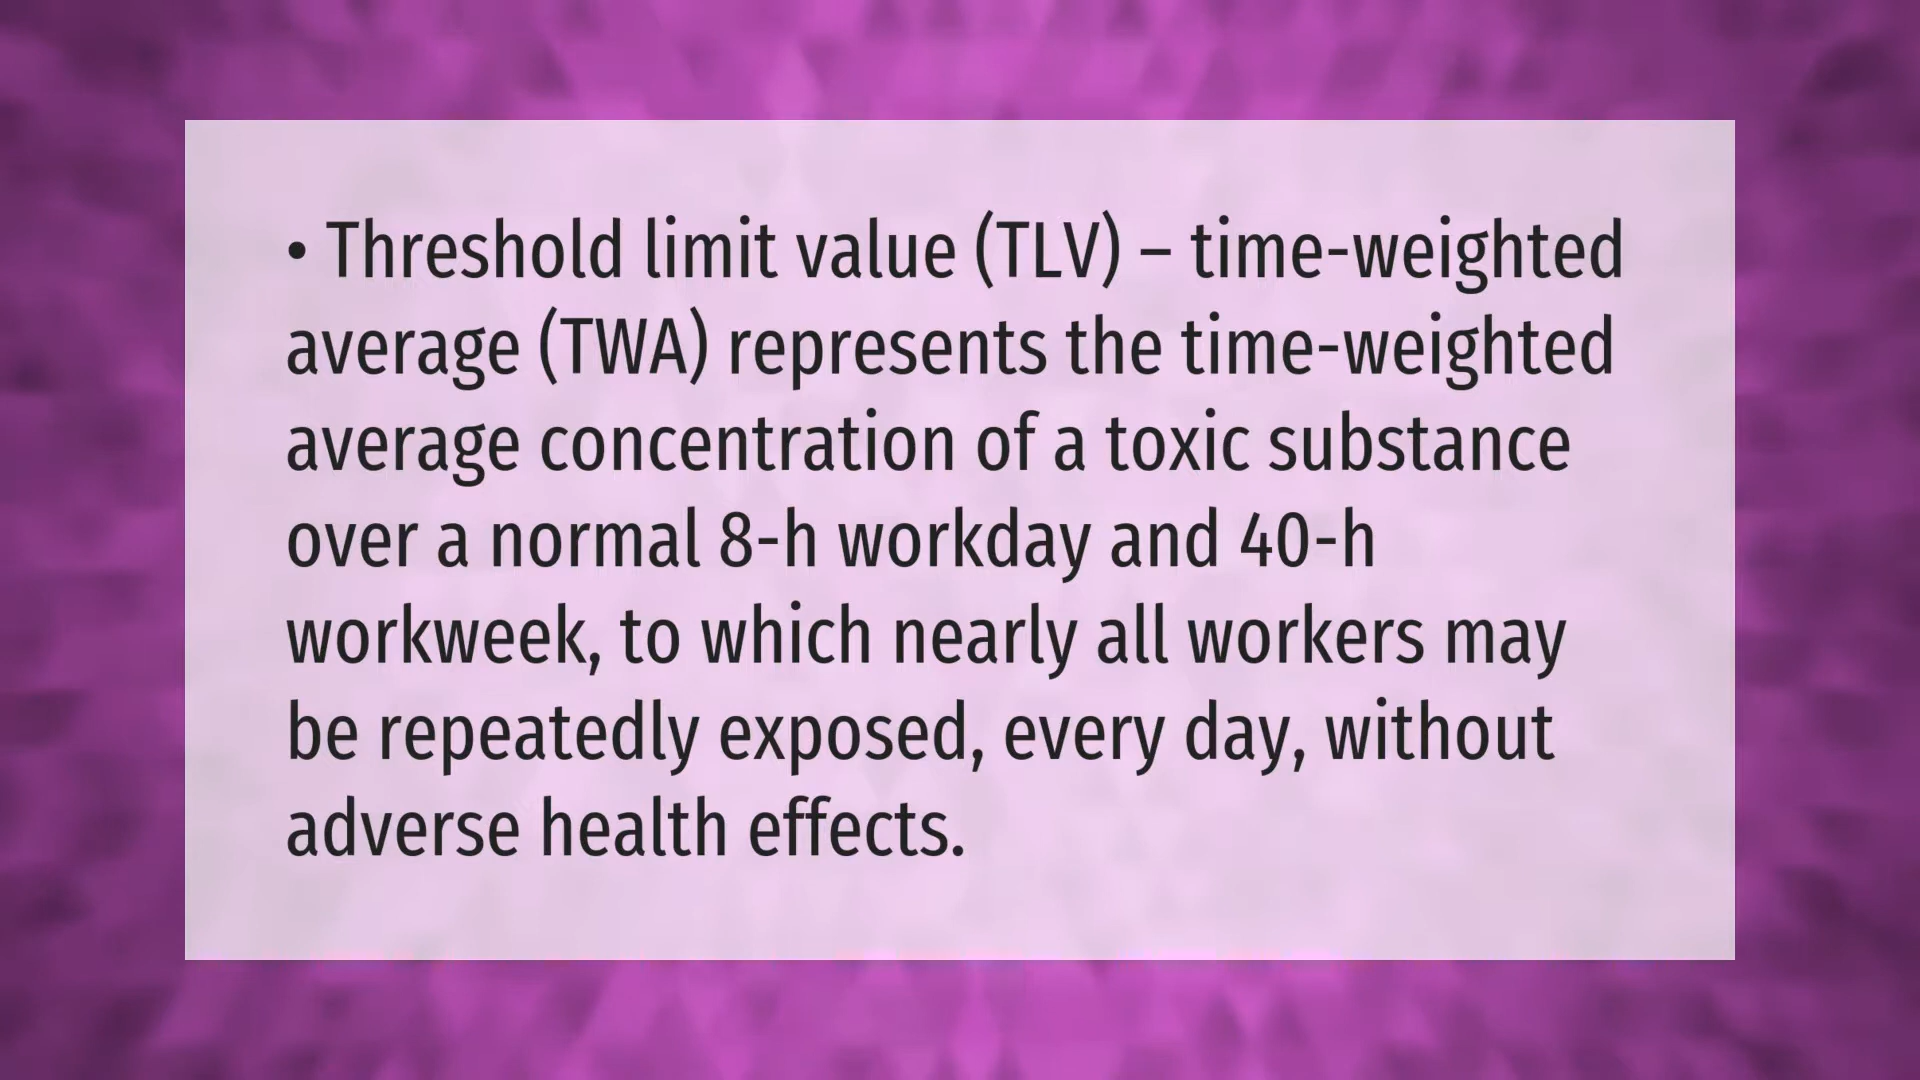 • Threshold limit value (TLV) – time-weighted
average (TWA) represents the time-weighted
average concentration of a toxic substance
over a normal 8-h workday and 40-h
workweek, to which nearly all workers may
be repeatedly exposed, every day, without
adverse health effects.